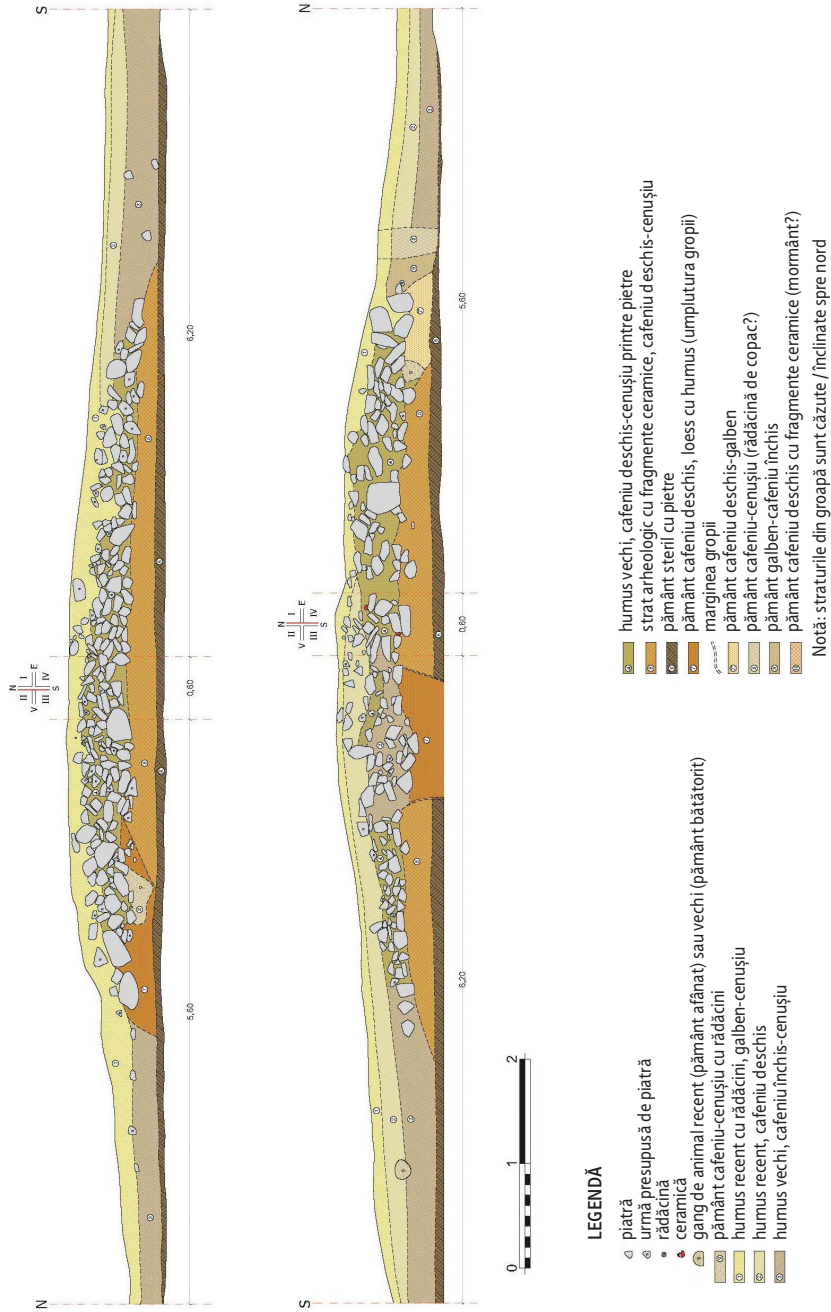 S
N
6,20
0,60
5,60
N
I
E
II
IV
V
III
S
N
S
5,60
0,60
6,20
N
I
E
II
IV
V
III
S
0
1
2
LEGENDĂ
piatră
urmă presupusă de piatră
rădăcină
ceramică
gang de animal recent (pământ afânat) sau vechi (pământ bătătorit)
pământ cafeniu-cenușiu cu rădăcini
humus recent cu rădăcini, galben-cenușiu
humus recent, cafeniu deschis
humus vechi, cafeniu închis-cenușiu
humus vechi, cafeniu deschis-cenușiu printre pietre
strat arheologic cu fragmente ceramice, cafeniu deschis-cenușiu
pământ steril cu pietre
pământ cafeniu deschis, loess cu humus (umplutura gropii)
marginea gropii
pământ cafeniu deschis-galben
pământ cafeniu-cenușiu (rădăcină de copac?)
pământ galben-cafeniu închis
pământ cafeniu deschis cu fragmente ceramice (mormânt?)
Notă: straturile din groapă sunt căzute / înclinate spre nord